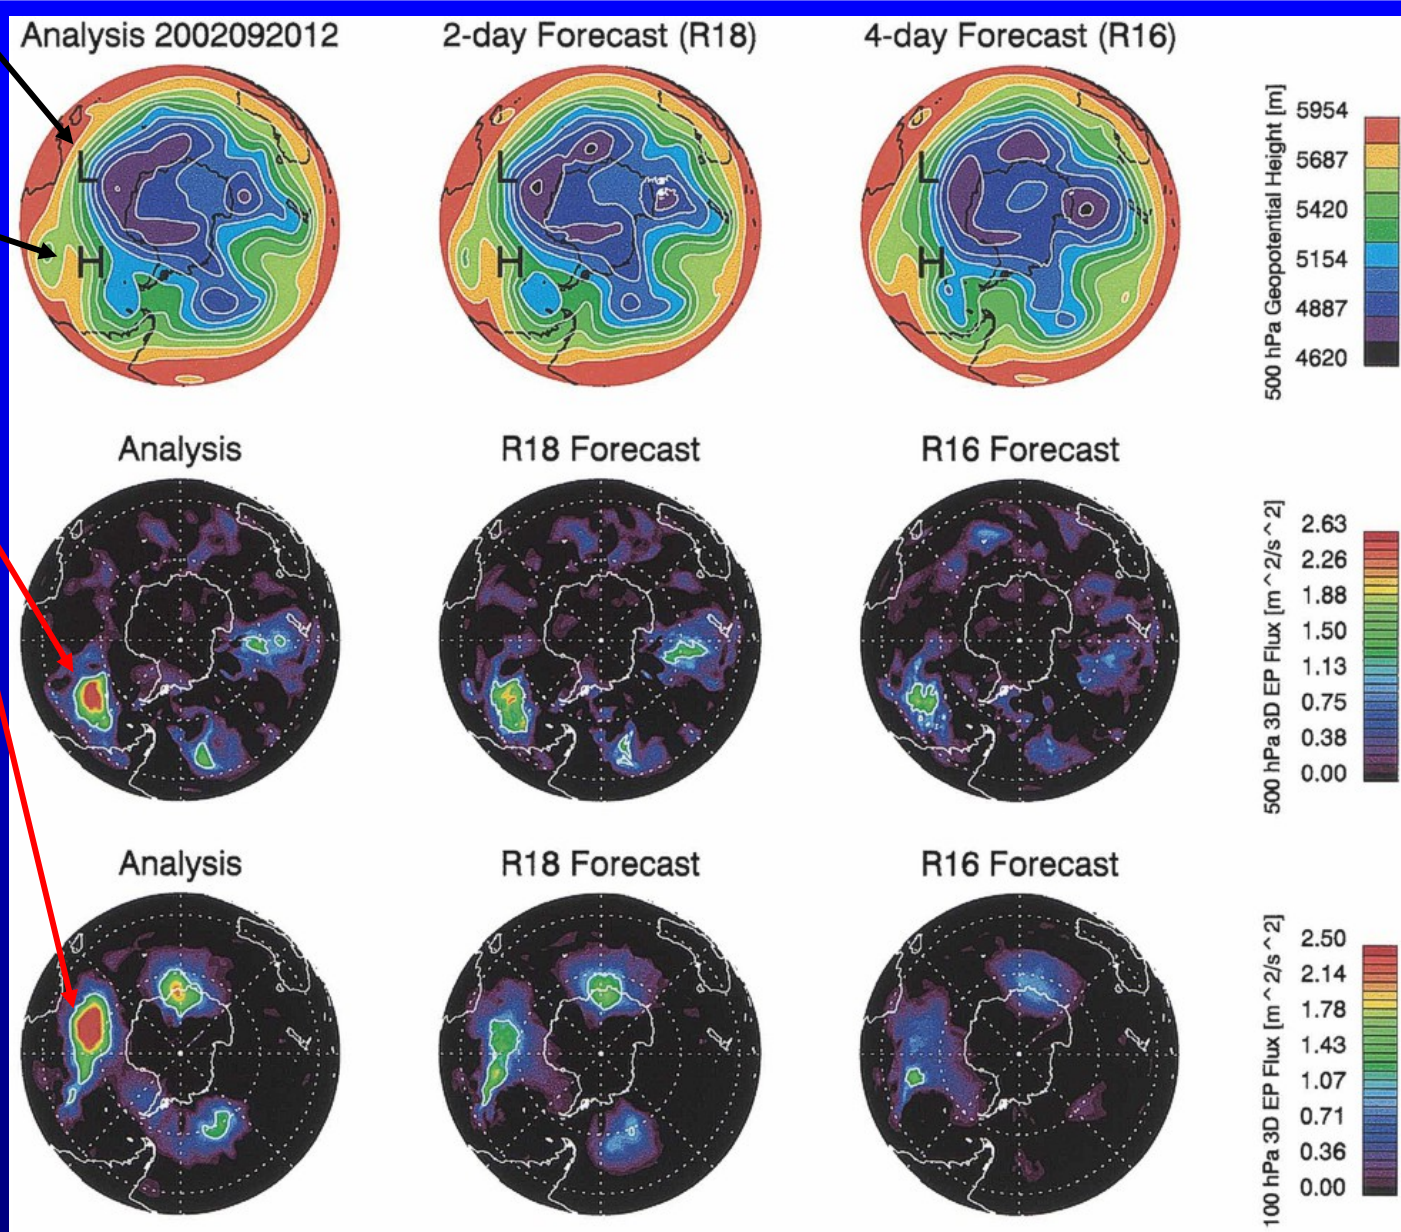 Analysis 2002092012
2-day Forecast (R18)
4-day Forecast (R16)
L
H
L
H
L
H
500 hPa Geopotential Height [m]
5954
5687
5420
5154
4887
4620
Analysis
R18 Forecast
R16 Forecast
500 hPa 3D EP Flux [m^2/s^2]
2.63
2.26
1.88
1.50
1.13
0.75
0.38
0.00
Analysis
R18 Forecast
R16 Forecast
100 hPa 3D EP Flux [m^2/s^2]
2.50
2.14
1.78
1.43
1.07
0.71
0.36
0.00